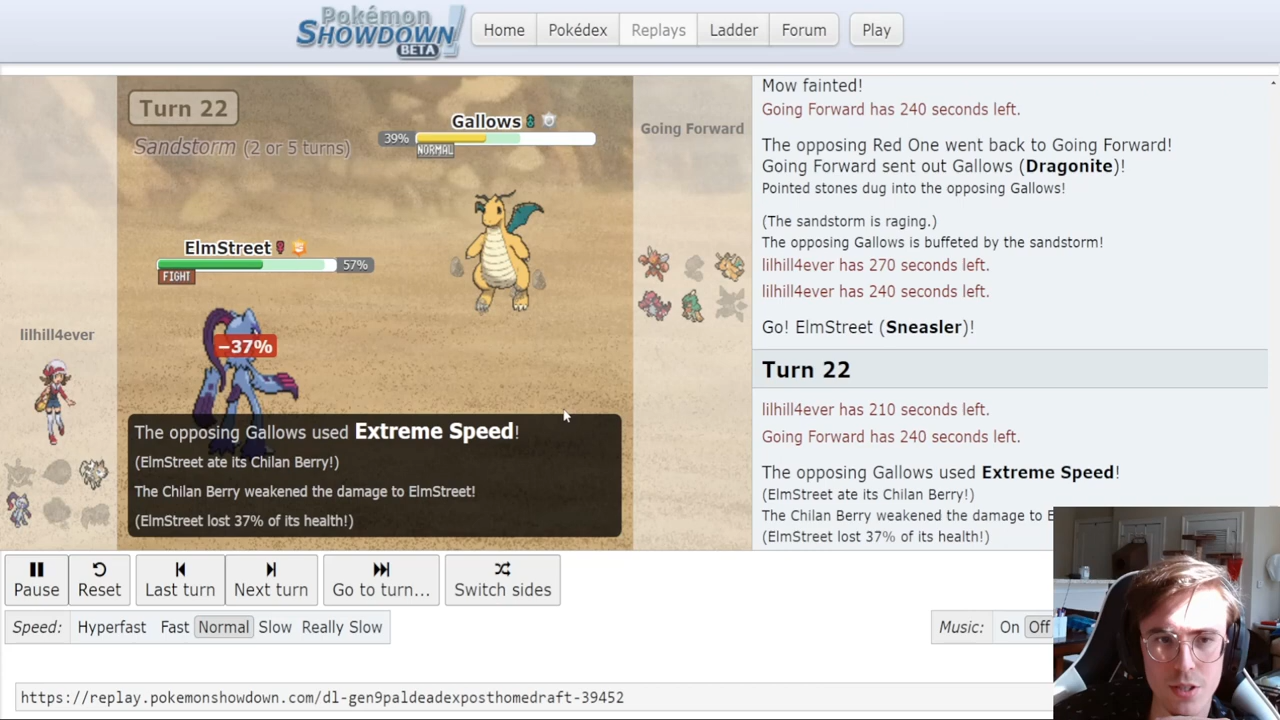 Pokémon
SHOWDOWN!
BETA
Home
Pokédex
Replays
Ladder
Forum
Play
Turn 22
Sandstorm (2 or 5 turns)
Gallows
39%
NORMAL
ElmStreet
57%
FIGHT
−37%
lilhill4ever
Going Forward
The opposing Gallows used Extreme Speed!
(ElmStreet ate its Chilan Berry!)
The Chilan Berry weakened the damage to ElmStreet!
(ElmStreet lost 37% of its health!)
Mow fainted!
Going Forward has 240 seconds left.
The opposing Red One went back to Going Forward!
Going Forward sent out Gallows (Dragonite)!
Pointed stones dug into the opposing Gallows!
(The sandstorm is raging.)
The opposing Gallows is buffeted by the sandstorm!
lilhill4ever has 270 seconds left.
lilhill4ever has 240 seconds left.
Go! ElmStreet (Sneasler)!
Turn 22
lilhill4ever has 210 seconds left.
Going Forward has 240 seconds left.
The opposing Gallows used Extreme Speed!
(ElmStreet ate its Chilan Berry!)
The Chilan Berry weakened the damage to E
(ElmStreet lost 37% of its health!)
Pause
Reset
Last turn
Next turn
Go to turn...
Switch sides
Speed: Hyperfast Fast Normal Slow Really Slow
Music: On Off
https://replay.pokemonshowdown.com/dl-gen9paldeadexposthomedraft-39452